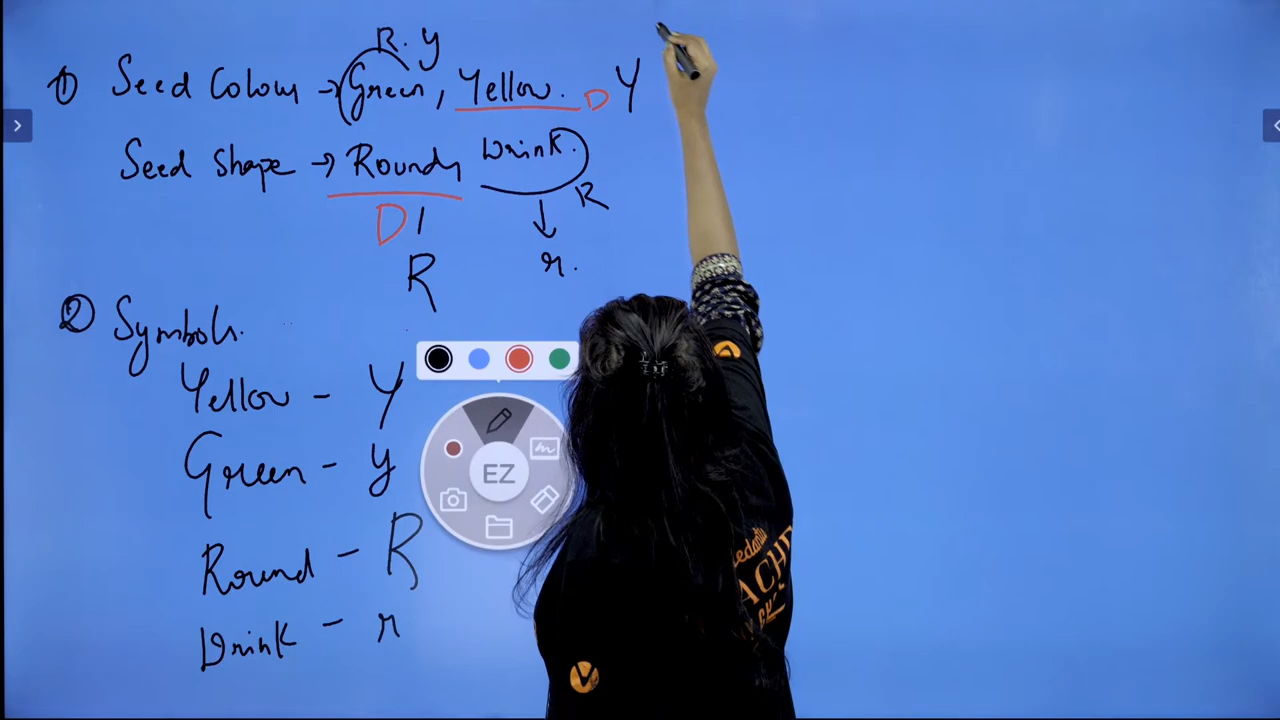 R. y
① Seed Colour → Green, Yellow. D Y
Seed Shape → Round, Wrink.
R
D
R r.
② Symbols.
Yellow - Y
Green - y
Round - R
Wrink - r
EZ